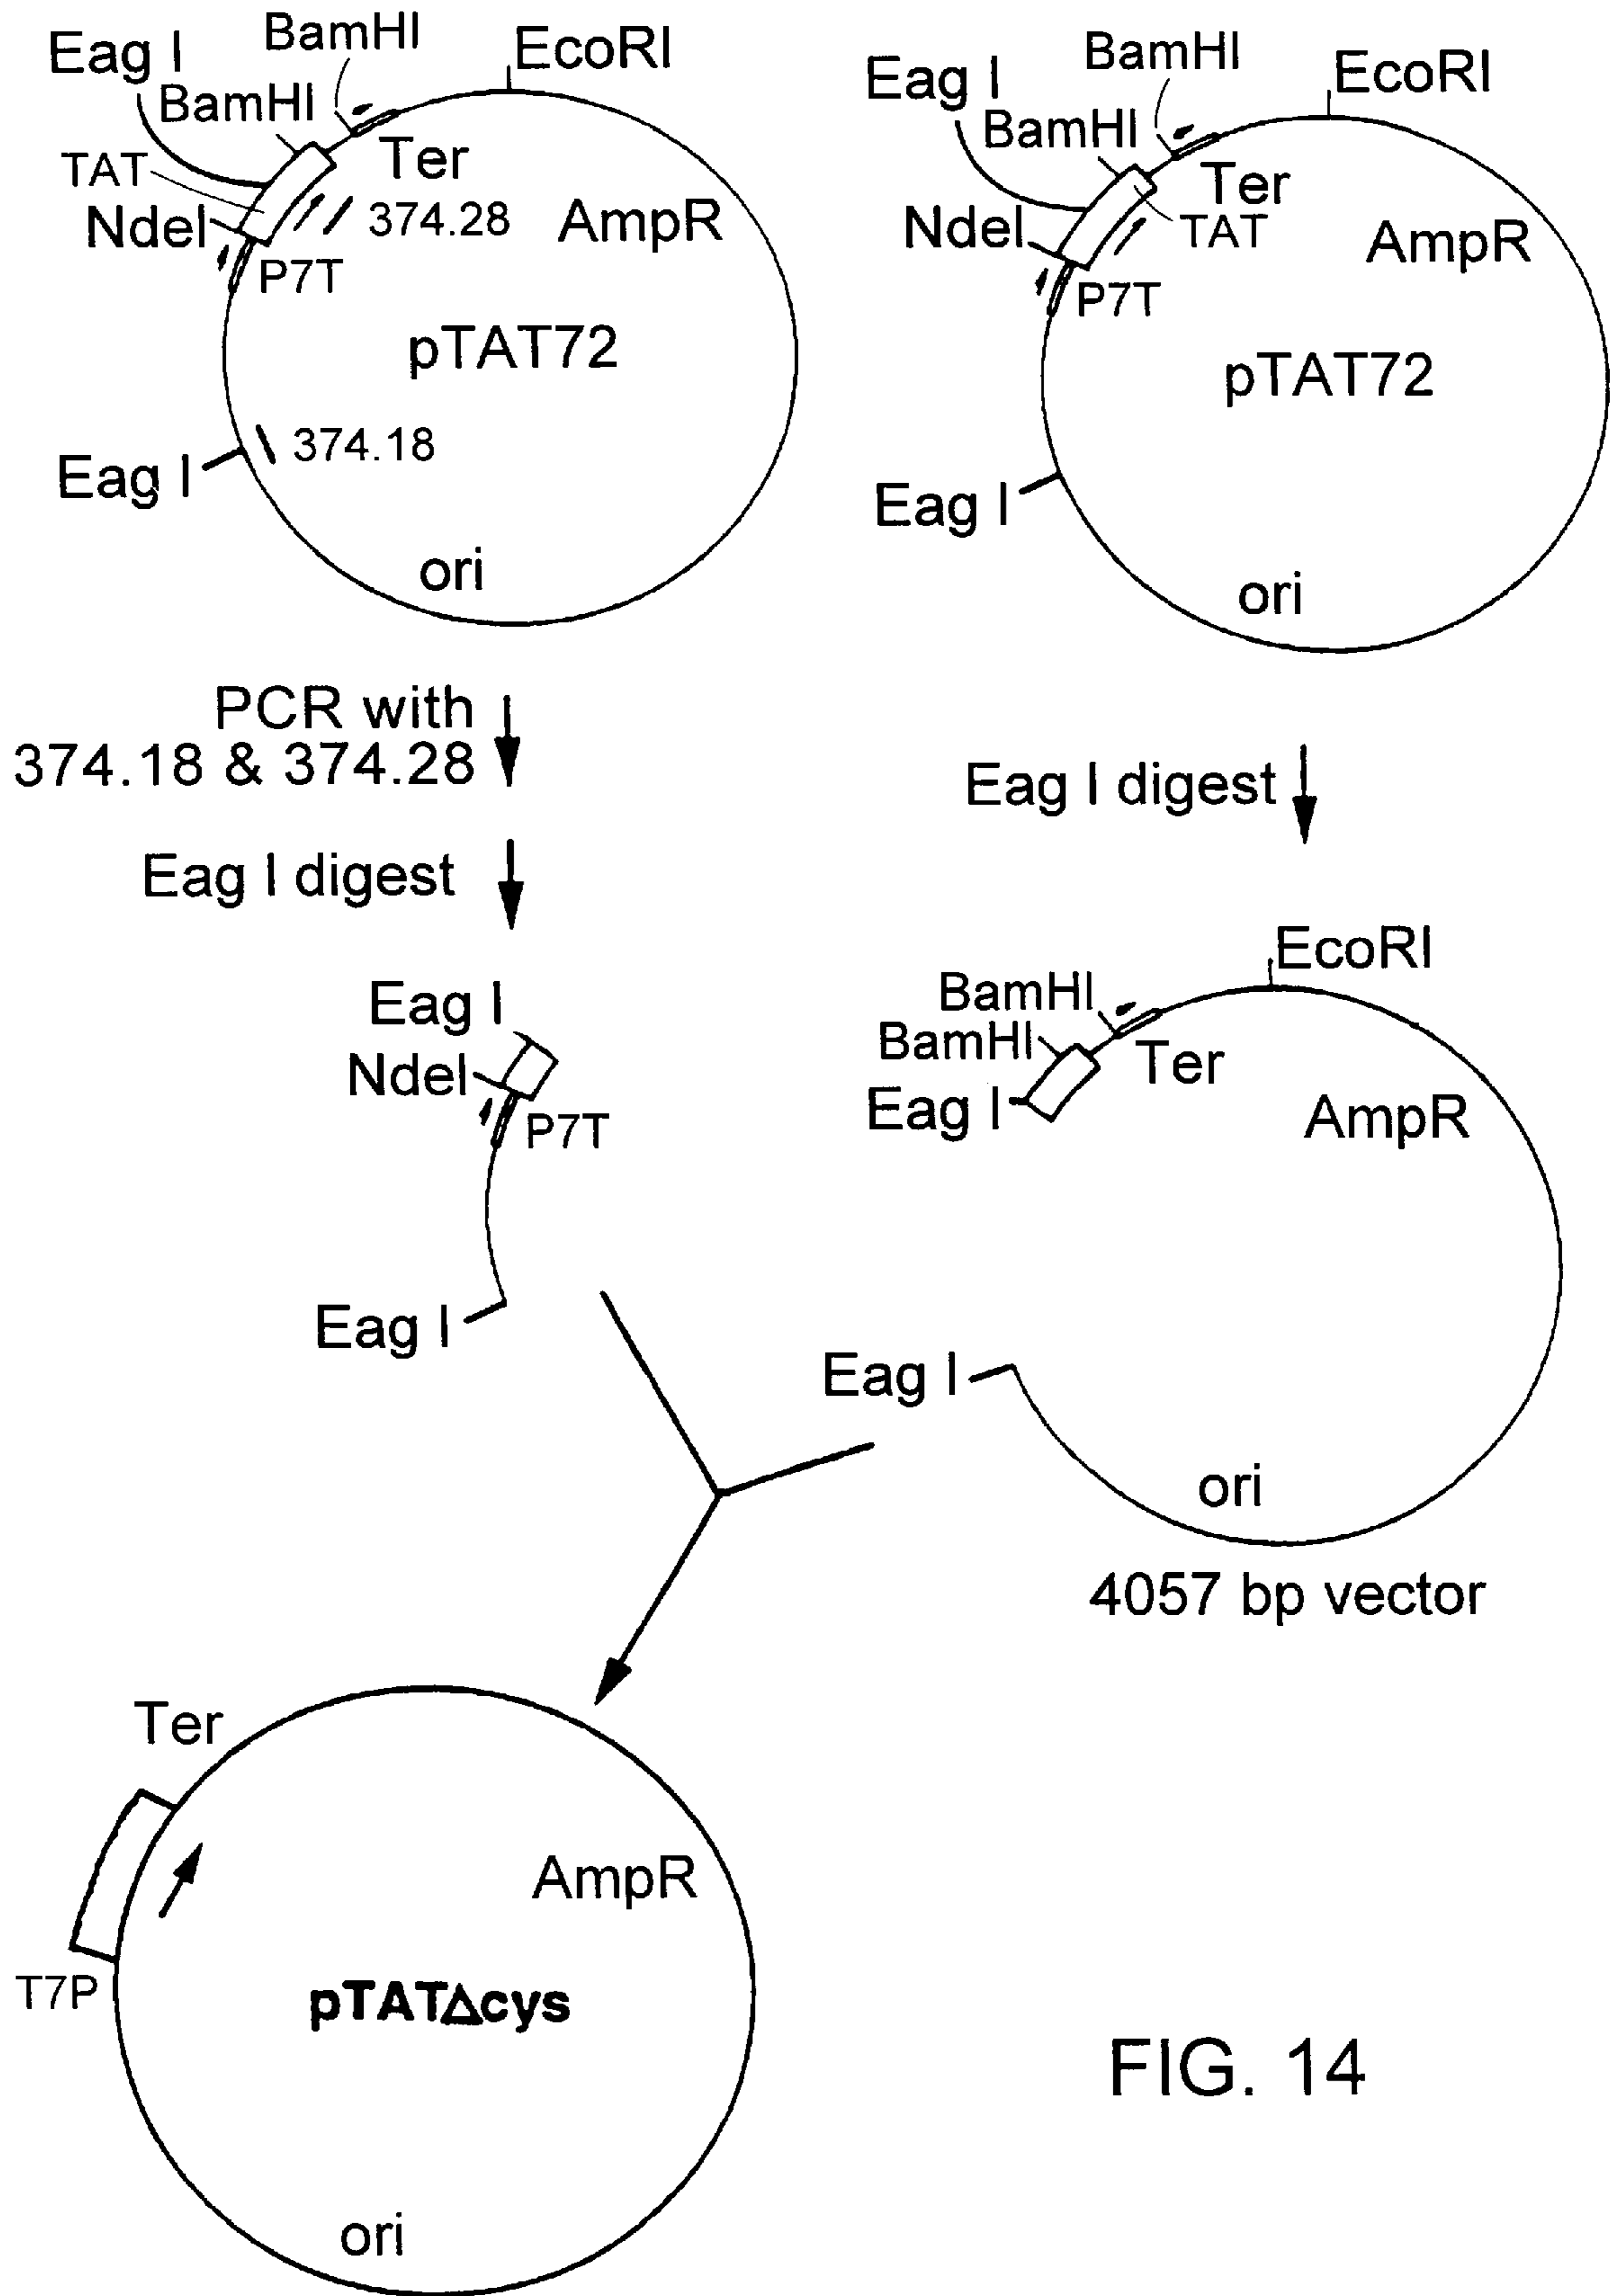 Eag I
BamHI
EcoRI
BamHI
TAT
Ter
NdeI
374.28
AmpR
P7T
pTAT72
374.18
Eag I
ori
Eag I
BamHI
EcoRI
BamHI
Ter
NdeI
TAT
AmpR
P7T
pTAT72
Eag I
ori
PCR with
374.18 & 374.28
Eag I digest
Eag I digest
Eag I
NdeI
P7T
Eag I
EcoRI
BamHI
BamHI
Ter
Eag I
AmpR
Eag I
ori
4057 bp vector
Ter
AmpR
T7P
pTATΔcys
ori
FIG. 14